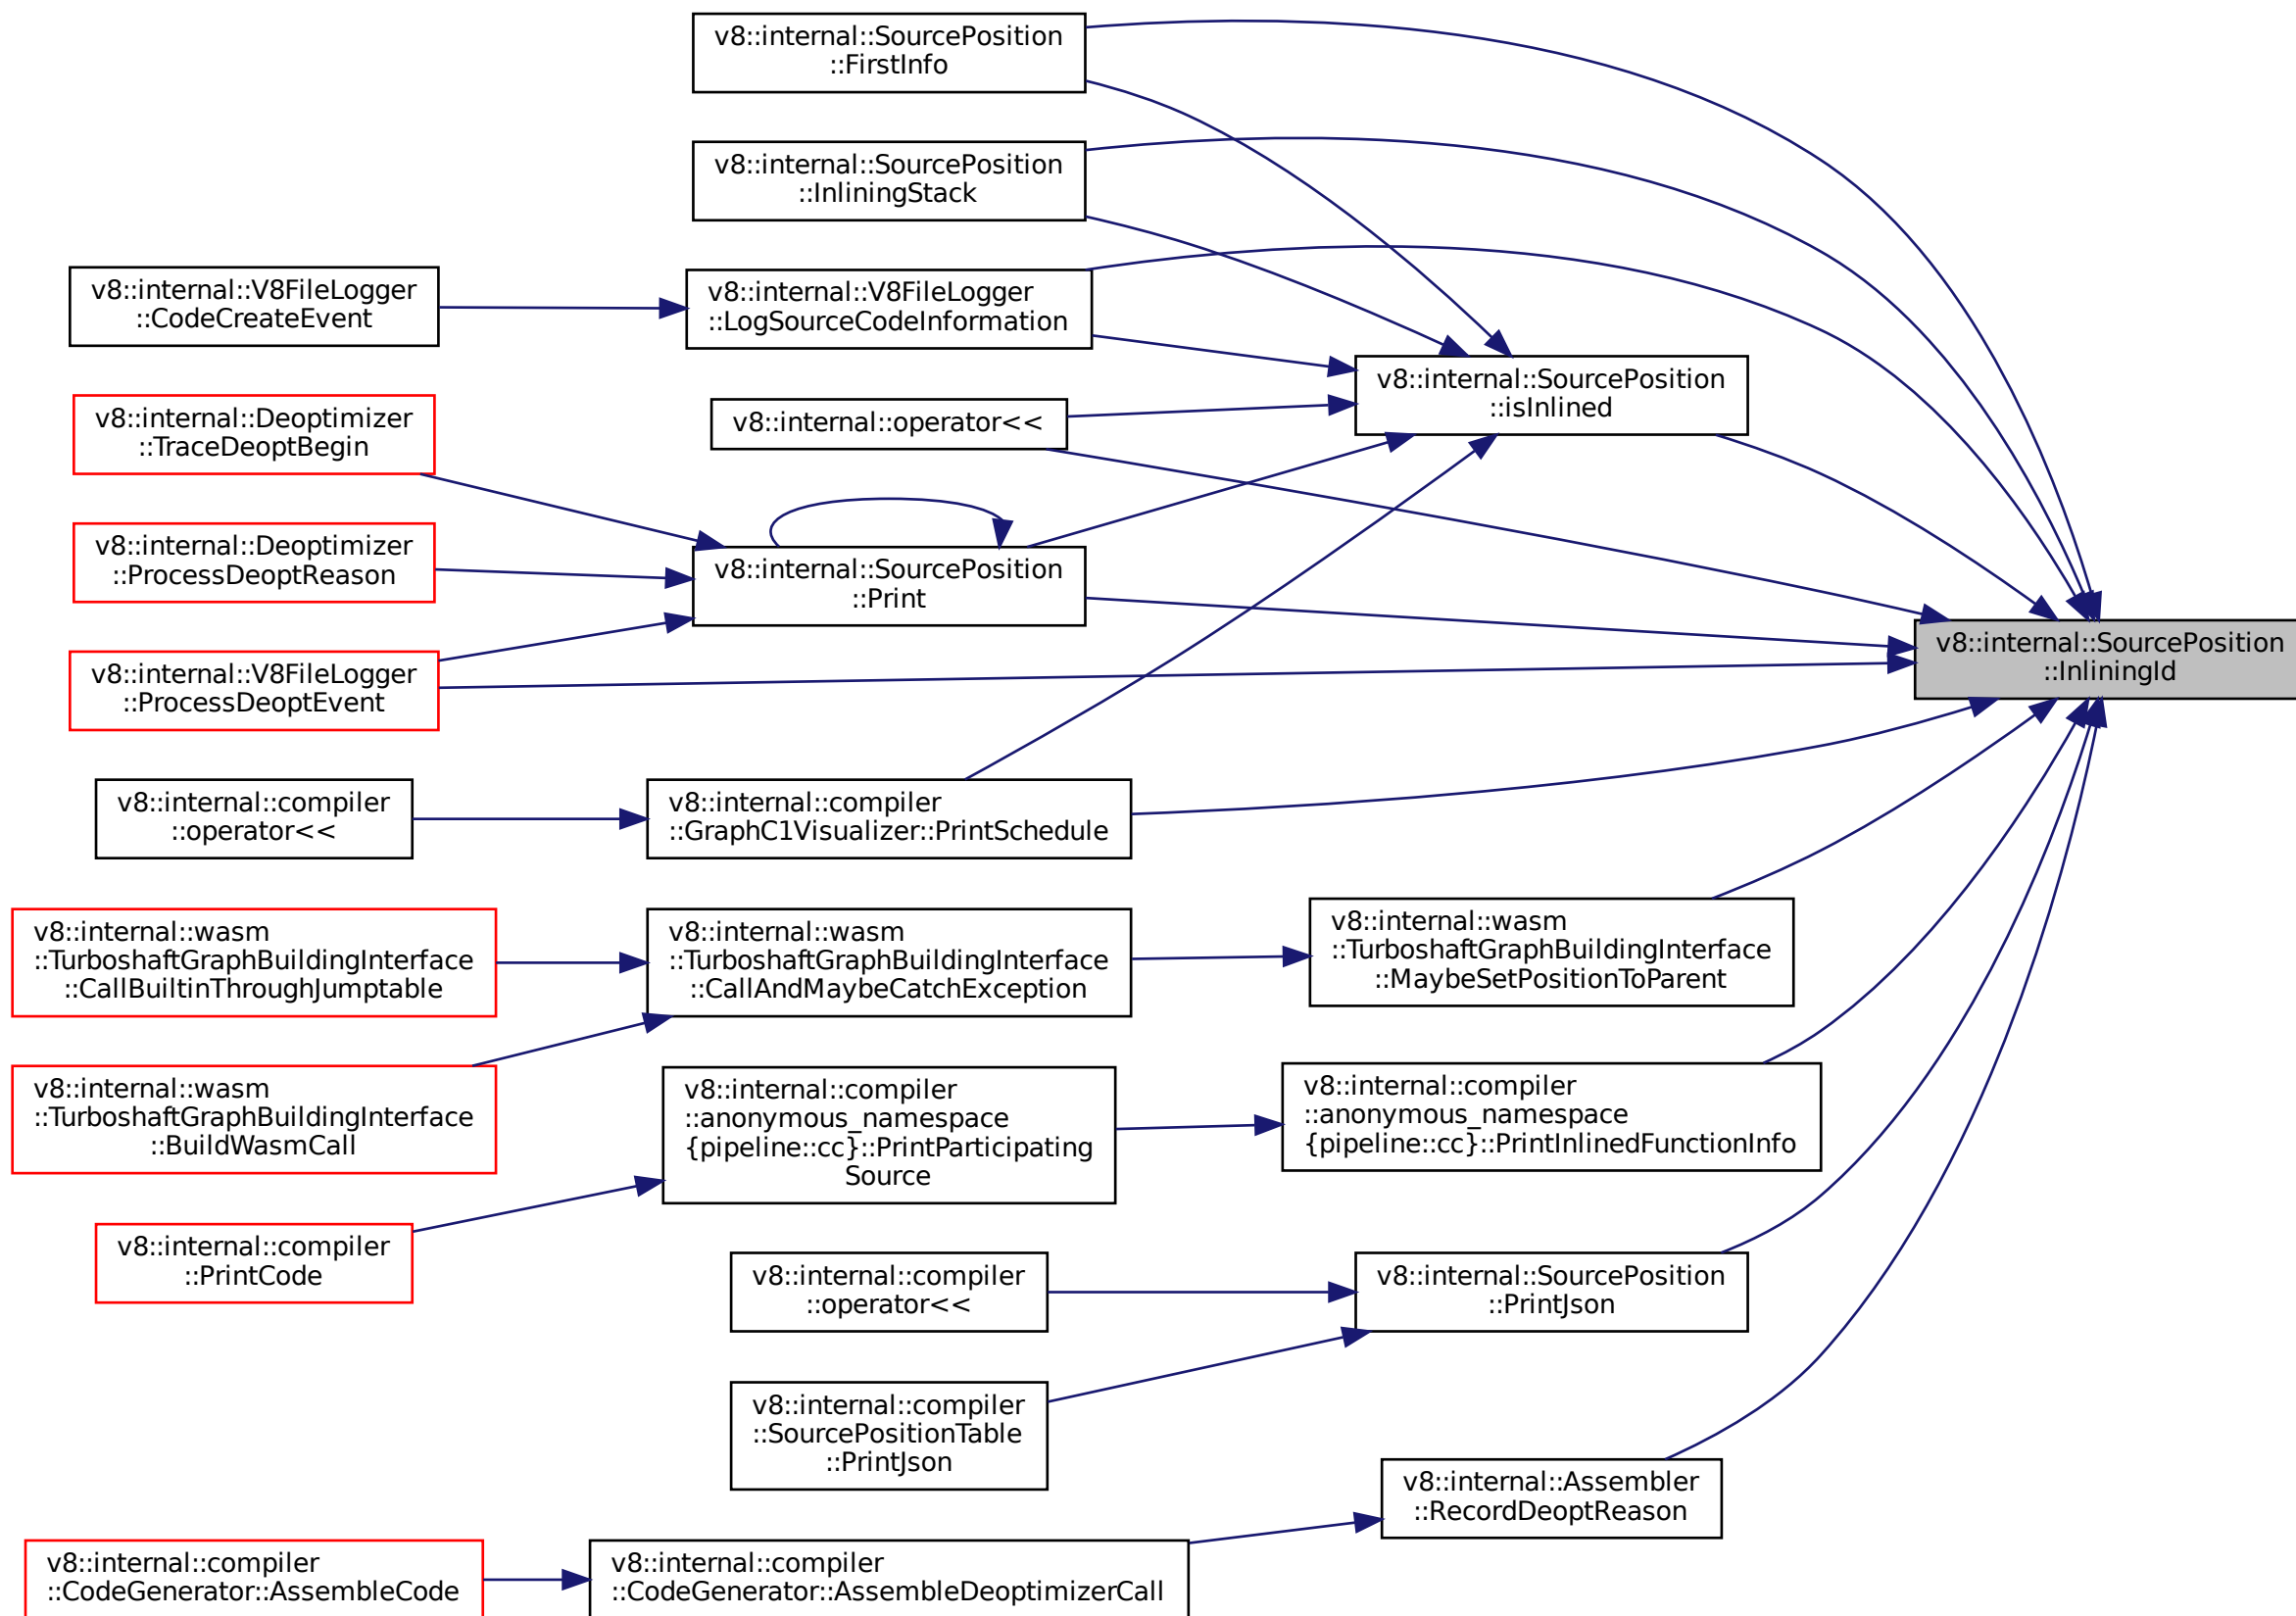 v8::internal::SourcePosition
::FirstInfo
v8::internal::SourcePosition
::InliningStack
v8::internal::V8FileLogger
::CodeCreateEvent
v8::internal::V8FileLogger
::LogSourceCodeInformation
v8::internal::SourcePosition
::isInlined
v8::internal::Deoptimizer
::TraceDeoptBegin
v8::internal::operator<<
v8::internal::Deoptimizer
::ProcessDeoptReason
v8::internal::SourcePosition
::Print
v8::internal::SourcePosition
::InliningId
v8::internal::V8FileLogger
::ProcessDeoptEvent
v8::internal::compiler
::operator<<
v8::internal::compiler
::GraphC1Visualizer::PrintSchedule
v8::internal::wasm
::TurboshaftGraphBuildingInterface
::CallBuiltinThroughJumptable
v8::internal::wasm
::TurboshaftGraphBuildingInterface
::CallAndMaybeCatchException
v8::internal::wasm
::TurboshaftGraphBuildingInterface
::MaybeSetPositionToParent
v8::internal::wasm
::TurboshaftGraphBuildingInterface
::BuildWasmCall
v8::internal::compiler
::anonymous_namespace
{pipeline::cc}::PrintParticipating
Source
v8::internal::compiler
::anonymous_namespace
{pipeline::cc}::PrintInlinedFunctionInfo
v8::internal::compiler
::PrintCode
v8::internal::compiler
::operator<<
v8::internal::SourcePosition
::PrintJson
v8::internal::compiler
::SourcePositionTable
::PrintJson
v8::internal::Assembler
::RecordDeoptReason
v8::internal::compiler
::CodeGenerator::AssembleCode
v8::internal::compiler
::CodeGenerator::AssembleDeoptimizerCall